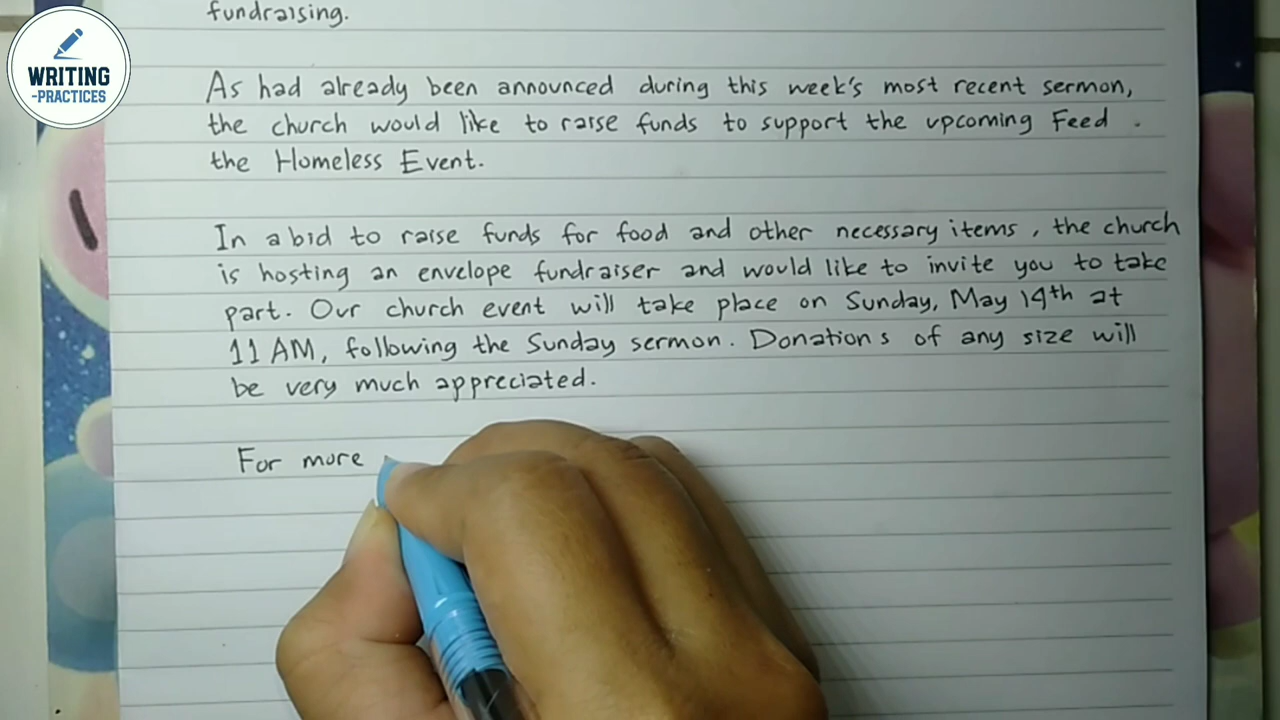 WRITING
-PRACTICES
fundraising.
As had already been announced during this week's most recent sermon,
the church would like to raise funds to support the upcoming Feed
the Homeless Event.
In a bid to raise funds for food and other necessary items, the church
is hosting an envelope fundraiser and would like to invite you to take
part. Our church event will take place on Sunday, May 14th at
11 AM, following the Sunday sermon. Donations of any size will
be very much appreciated.
For more